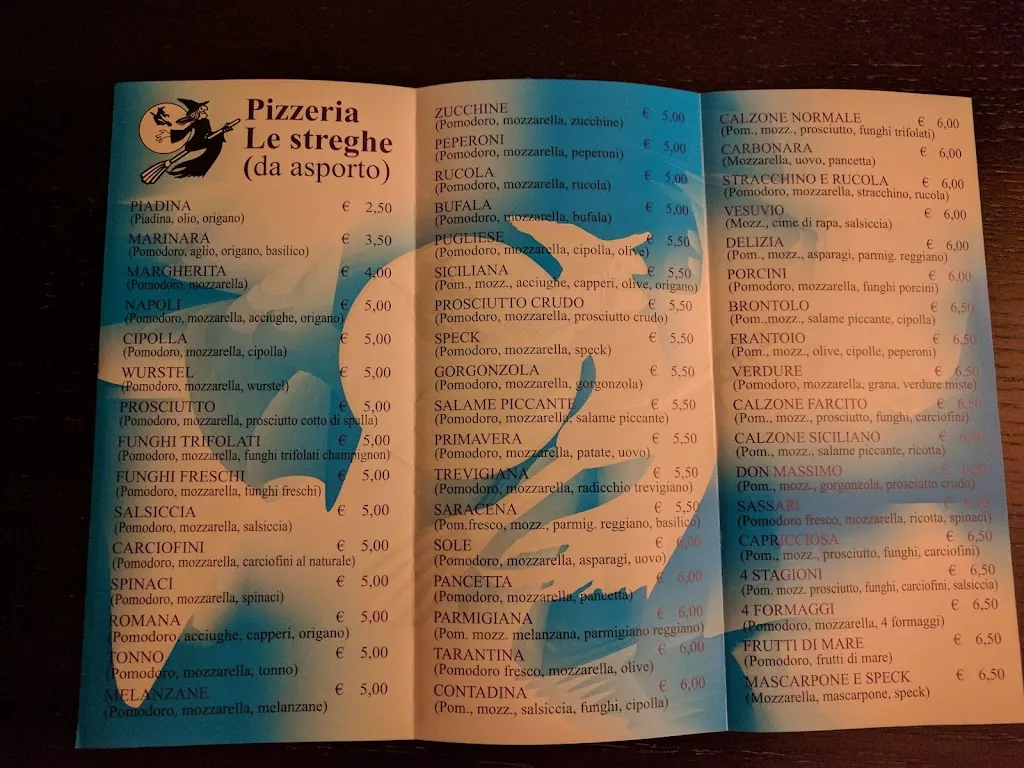 Pizzeria
Le streghe
(da asporto)
PIADINA € 2,50
(Piadina, olio, origano)
MARINARA € 3,50
(Pomodoro, aglio, origano, basilico)
MARGHERITA € 4,00
(Pomodoro, mozzarella)
NAPOLI € 5,00
(Pomodoro, mozzarella, acciughe, origano)
CIPOLLA € 5,00
(Pomodoro, mozzarella, cipolla)
WURSTEL € 5,00
(Pomodoro, mozzarella, wurstel)
PROSCIUTTO € 5,00
(Pomodoro, mozzarella, prosciutto cotto di spalla)
FUNGHI TRIFOLATI € 5,00
(Pomodoro, mozzarella, funghi trifolati champignon)
FUNGHI FRESCHI € 5,00
(Pomodoro, mozzarella, funghi freschi)
SALSICCIA € 5,00
(Pomodoro, mozzarella, salsiccia)
CARCIOFINI € 5,00
(Pomodoro, mozzarella, carciofini al naturale)
SPINACI € 5,00
(Pomodoro, mozzarella, spinaci)
ROMANA € 5,00
(Pomodoro, acciughe, capperi, origano)
TONNO € 5,00
(Pomodoro, mozzarella, tonno)
MELANZANE € 5,00
(Pomodoro, mozzarella, melanzane)
ZUCCHINE € 5,00
(Pomodoro, mozzarella, zucchine)
PEPERONI € 5,00
(Pomodoro, mozzarella, peperoni)
RUCOLA € 5,00
(Pomodoro, mozzarella, rucola)
BUFALA € 5,00
(Pomodoro, mozzarella, bufala)
PUGLIESE € 5,50
(Pomodoro, mozzarella, cipolla, olive)
SICILIANA € 5,50
(Pom., mozz., acciughe, capperi, olive, origano)
PROSCIUTTO CRUDO € 5,50
(Pomodoro, mozzarella, prosciutto crudo)
SPECK € 5,50
(Pomodoro, mozzarella, speck)
GORGONZOLA € 5,50
(Pomodoro, mozzarella, gorgonzola)
SALAME PICCANTE € 5,50
(Pomodoro, mozzarella, salame piccante)
PRIMAVERA € 5,50
(Pomodoro, mozzarella, patate, uovo)
TREVIGIANA € 5,50
(Pomodoro, mozzarella, radicchio trevigiano)
SARACENA € 5,50
(Pom.fresco, mozz., parmig. reggiano, basilico)
SOLE € 6,00
(Pomodoro, mozzarella, asparagi, uovo)
PANCETTA € 6,00
(Pomodoro, mozzarella, pancetta)
PARMIGIANA € 6,00
(Pom. mozz. melanzana, parmigiano reggiano)
TARANTINA € 6,00
(Pomodoro fresco, mozzarella, olive)
CONTADINA € 6,00
(Pom., mozz., salsiccia, funghi, cipolla)
CALZONE NORMALE € 6,00
(Pom., mozz., prosciutto, funghi trifolati)
CARBONARA € 6,00
(Mozzarella, uovo, pancetta)
STRACCHINO E RUCOLA € 6,00
(Pomodoro, mozzarella, stracchino, rucola)
VESUVIO € 6,00
(Mozz., cime di rapa, salsiccia)
DELIZIA € 6,00
(Pom., mozz., asparagi, parmig. reggiano)
PORCINI € 6,00
(Pomodoro, mozzarella, funghi porcini)
BRONTOLO € 6,50
(Pom.,mozz., salame piccante, cipolla)
FRANTOIO € 6,50
(Pom., mozz., olive, cipolle, peperoni)
VERDURE € 6,50
(Pomodoro, mozzarella, grana, verdure miste)
CALZONE FARCITO € 6,50
(Pom., mozz., prosciutto, funghi, carciofini)
CALZONE SICILIANO € 6,50
(Pom., mozz., salame piccante, ricotta)
DON MASSIMO € 6,50
(Pom., mozz., gorgonzola, prosciutto crudo)
SASSARI € 6,50
(Pomodoro fresco, mozzarella, ricotta, spinaci)
CAPRICCIOSA € 6,50
(Pom., mozz., prosciutto, funghi, carciofini)
4 STAGIONI € 6,50
(Pom. mozz. prosciutto, funghi, carciofini, salsiccia)
4 FORMAGGI € 6,50
(Pomodoro, mozzarella, 4 formaggi)
FRUTTI DI MARE € 6,50
(Pomodoro, frutti di mare)
MASCARPONE E SPECK € 6,50
(Mozzarella, mascarpone, speck)